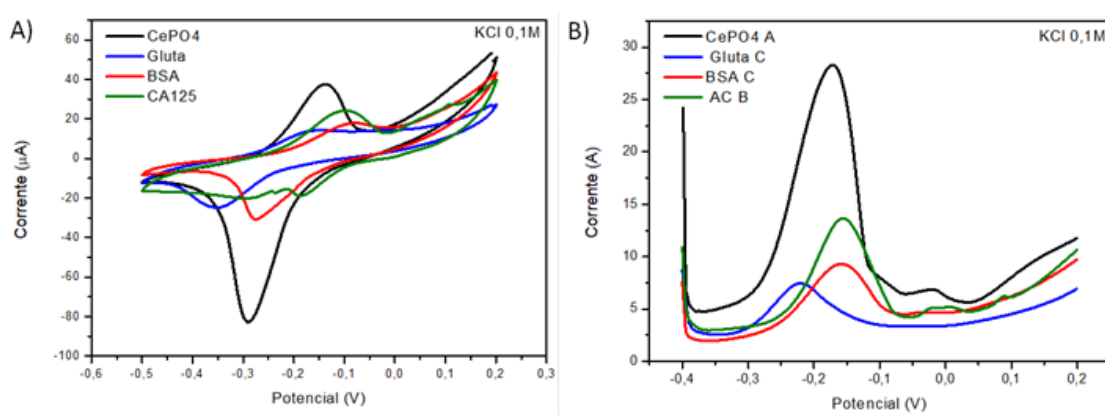 A)
KCl 0,1M
CePO4
Gluta
BSA
CA125
Corrente (µA)
60
40
20
0
-20
-40
-60
-80
-100
-0,6 -0,5 -0,4 -0,3 -0,2 -0,1 0,0 0,1 0,2 0,3
Potencial (V)
B)
KCl 0,1M
CePO4 A
Gluta C
BSA C
AC B
Corrente (A)
30
25
20
15
10
5
0
-0,4 -0,3 -0,2 -0,1 0,0 0,1 0,2
Potencial (V)